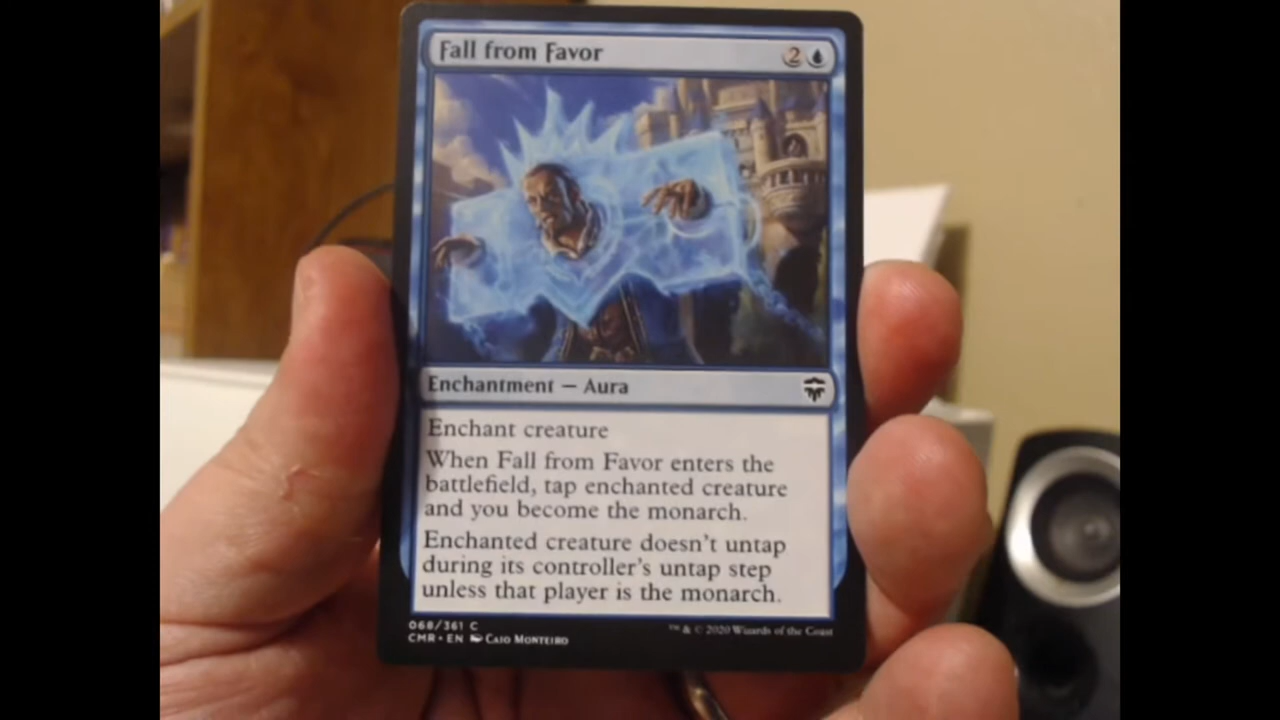 Fall from Favor 2
Enchantment — Aura
Enchant creature
When Fall from Favor enters the
battlefield, tap enchanted creature
and you become the monarch.
Enchanted creature doesn't untap
during its controller's untap step
unless that player is the monarch.
068/361 C
CMR • EN Caio Monteiro
™ & © 2020 Wizards of the Coast